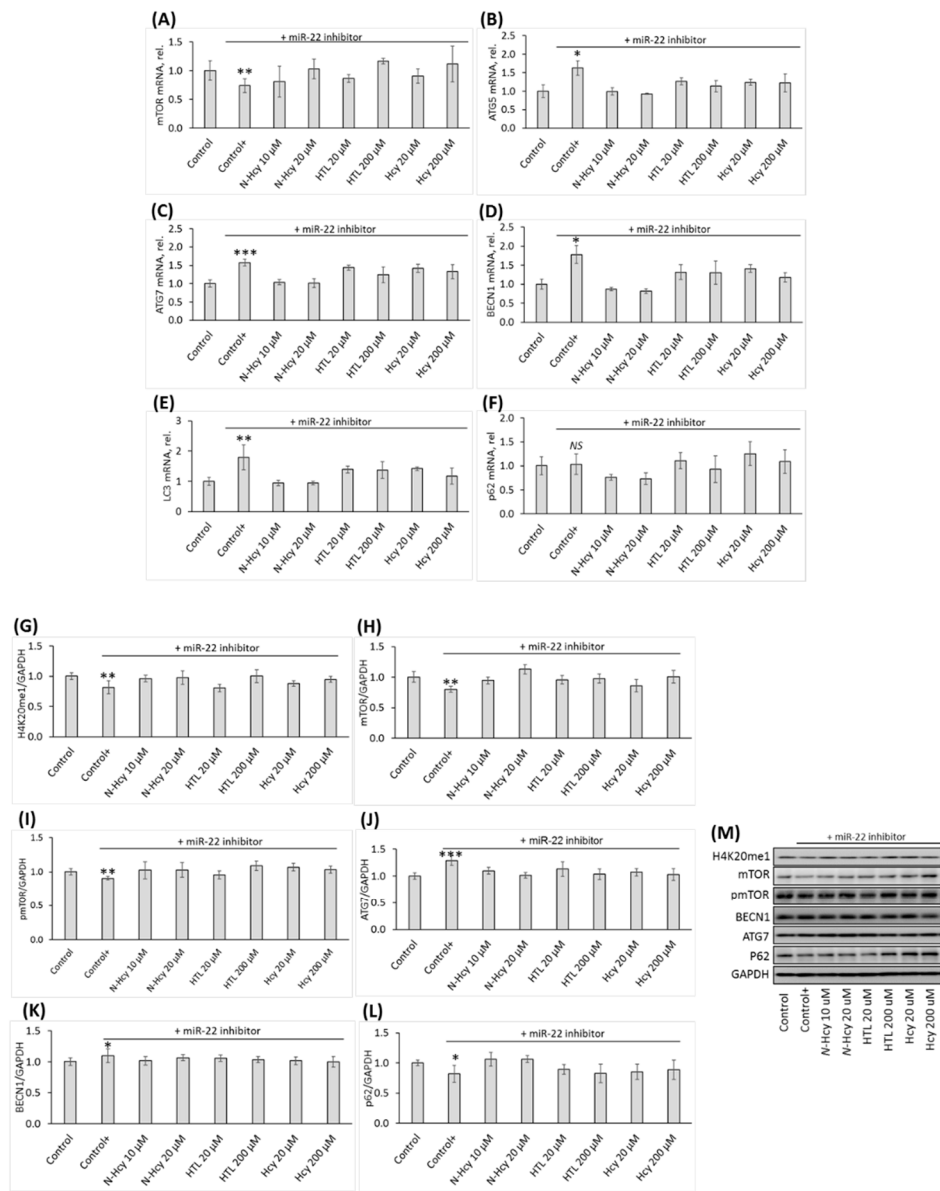 (A)
+ miR-22 inhibitor
mTOR mRNA, rel.
1.5
1.0
0.5
0.0
**
Control
Control+
N-Hcy 10 µM
N-Hcy 20 µM
HTL 20 µM
HTL 200 µM
Hcy 20 µM
Hcy 200 µM
(B)
+ miR-22 inhibitor
ATG5 mRNA, rel.
2.5
2.0
1.5
1.0
0.5
0.0
*
Control
Control+
N-Hcy 10 µM
N-Hcy 20 µM
HTL 20 µM
HTL 200 µM
Hcy 20 µM
Hcy 200 µM
(C)
+ miR-22 inhibitor
ATG7 mRNA, rel.
2.5
2.0
1.5
1.0
0.5
0.0
***
Control
Control+
N-Hcy 10 µM
N-Hcy 20 µM
HTL 20 µM
HTL 200 µM
Hcy 20 µM
Hcy 200 µM
(D)
+ miR-22 inhibitor
BECN1 mRNA, rel.
2.5
2.0
1.5
1.0
0.5
0.0
*
Control
Control+
N-Hcy 10 µM
N-Hcy 20 µM
HTL 20 µM
HTL 200 µM
Hcy 20 µM
Hcy 200 µM
(E)
+ miR-22 inhibitor
LC3 mRNA, rel.
3
2
1
0
**
Control
Control+
N-Hcy 10 µM
N-Hcy 20 µM
HTL 20 µM
HTL 200 µM
Hcy 20 µM
Hcy 200 µM
(F)
+ miR-22 inhibitor
p62 mRNA, rel.
2.0
1.5
1.0
0.5
0.0
NS
Control
Control+
N-Hcy 10 µM
N-Hcy 20 µM
HTL 20 µM
HTL 200 µM
Hcy 20 µM
Hcy 200 µM
(G)
+ miR-22 inhibitor
H4K20me1/GAPDH
1.5
1.0
0.5
0.0
**
Control
Control+
N-Hcy 10 µM
N-Hcy 20 µM
HTL 20 µM
HTL 200 µM
Hcy 20 µM
Hcy 200 µM
(H)
+ miR-22 inhibitor
mTOR/GAPDH
1.5
1.0
0.5
0.0
**
Control
Control+
N-Hcy 10 µM
N-Hcy 20 µM
HTL 20 µM
HTL 200 µM
Hcy 20 µM
Hcy 200 µM
(I)
+ miR-22 inhibitor
pmTOR/GAPDH
1.5
1.0
0.5
0.0
**
Control
Control+
N-Hcy 10 µM
N-Hcy 20 µM
HTL 20 µM
HTL 200 µM
Hcy 20 µM
Hcy 200 µM
(J)
+ miR-22 inhibitor
ATG7/GAPDH
1.5
1.0
0.5
0.0
***
Control
Control+
N-Hcy 10 µM
N-Hcy 20 µM
HTL 20 µM
HTL 200 µM
Hcy 20 µM
Hcy 200 µM
(K)
+ miR-22 inhibitor
BECN1/GAPDH
1.5
1.0
0.5
0.0
*
Control
Control+
N-Hcy 10 µM
N-Hcy 20 µM
HTL 20 µM
HTL 200 µM
Hcy 20 µM
Hcy 200 µM
(L)
+ miR-22 inhibitor
p62/GAPDH
1.5
1.0
0.5
0.0
*
Control
Control+
N-Hcy 10 µM
N-Hcy 20 µM
HTL 20 µM
HTL 200 µM
Hcy 20 µM
Hcy 200 µM
(M)
+ miR-22 inhibitor
H4K20me1
mTOR
pmTOR
BECN1
ATG7
P62
GAPDH
Control
Control+
N-Hcy 10 uM
N-Hcy 20 uM
HTL 20 uM
HTL 200 uM
Hcy 20 uM
Hcy 200 uM